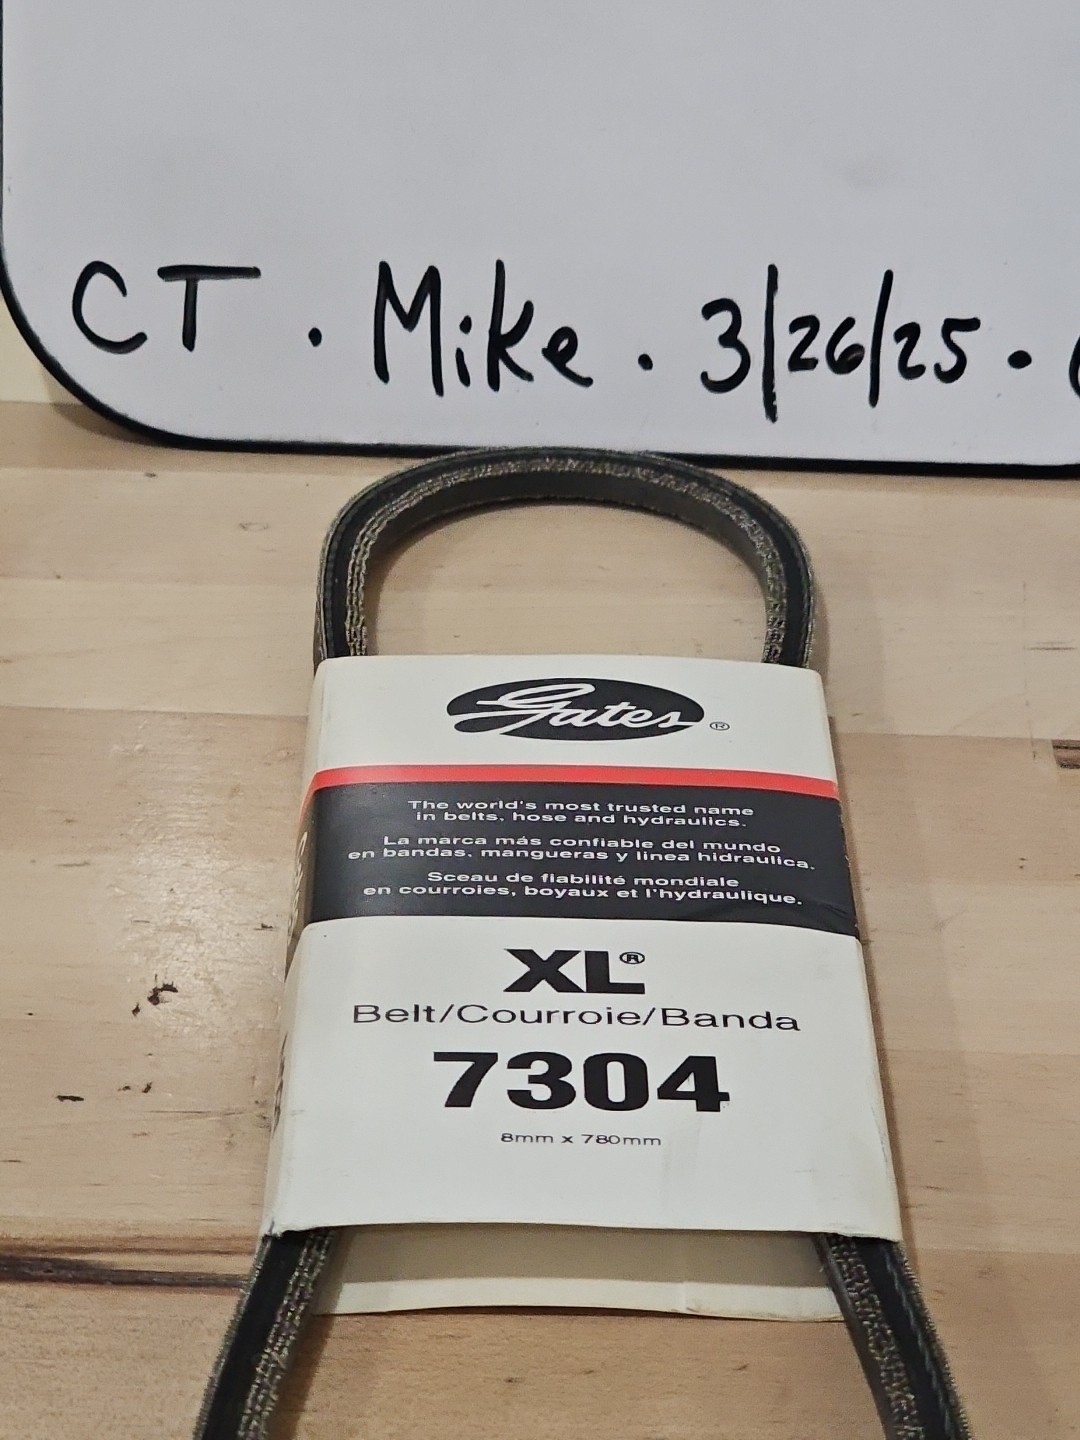 CT. Mike. 3/26/25.
Gates®
The world's most trusted name
in belts, hose and hydraulics.
La marca más confiable del mundo
en bandas, mangueras y linea hidraulica.
Sceau de fiabilité mondiale
en courroies, boyaux et l'hydraulique.
XL®
Belt/Courroie/Banda
7304
8mm x 780mm